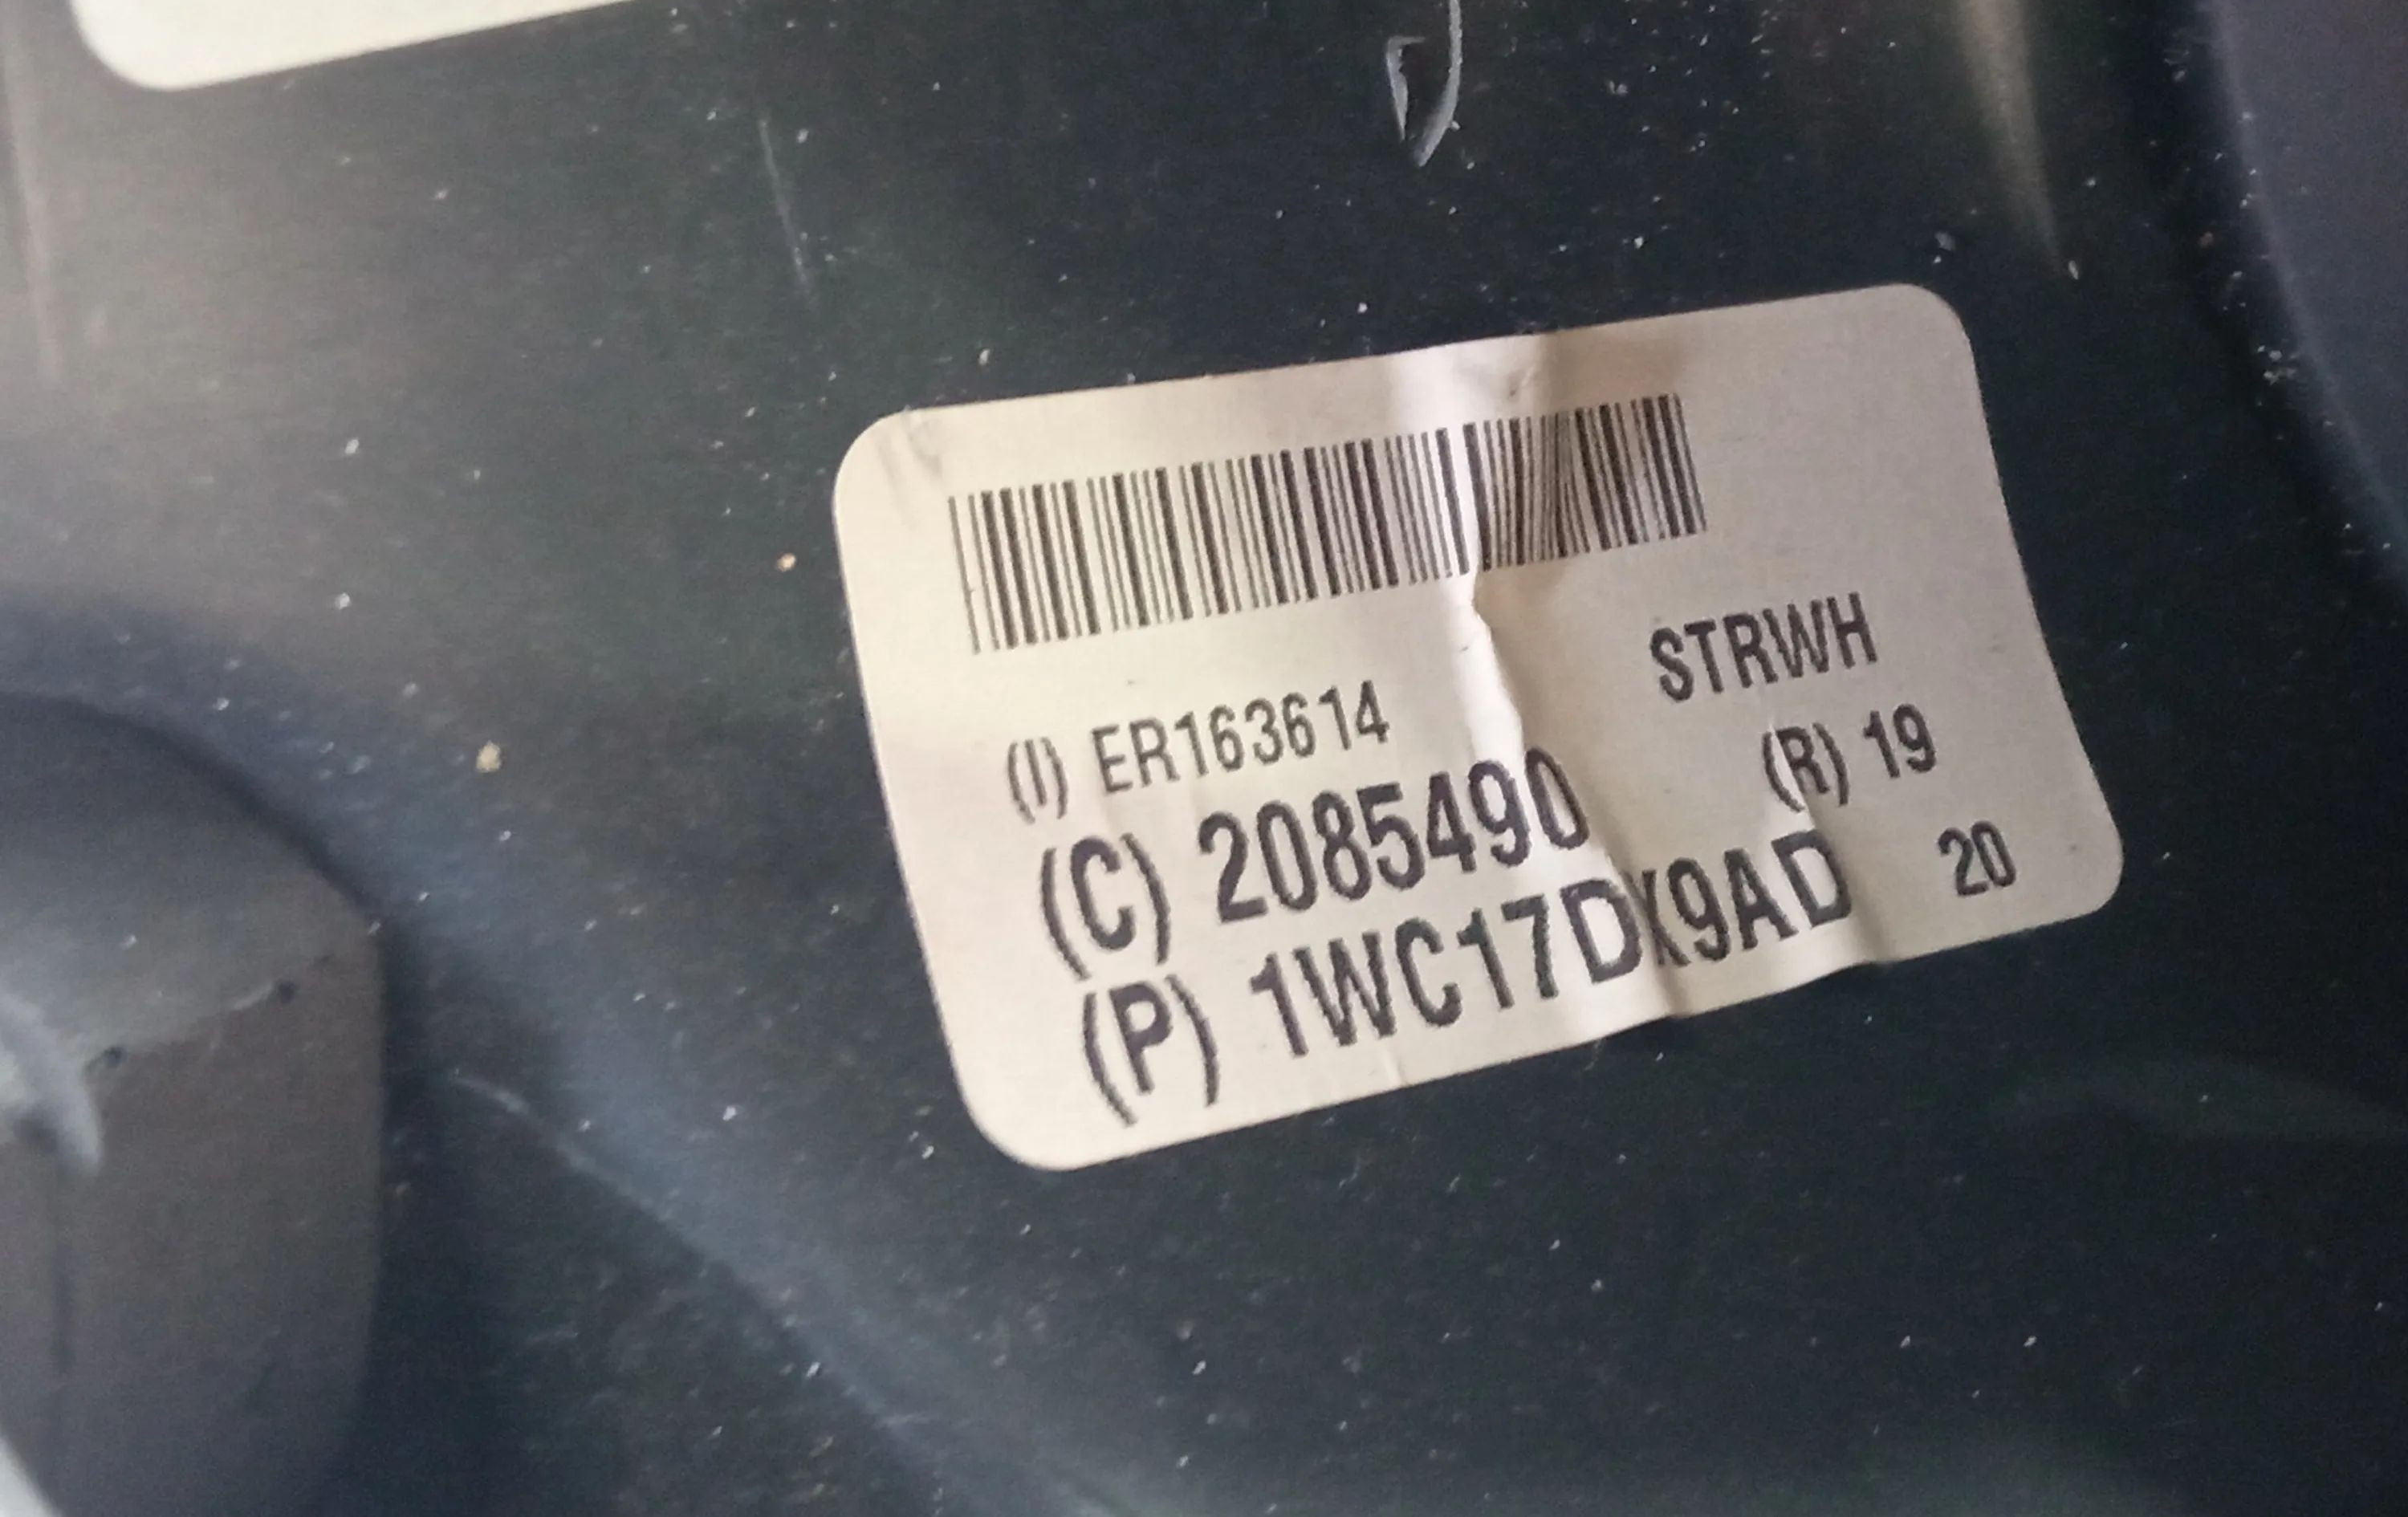 STRWH
(I) ER163614
(R) 19
(C) 2085490
(P) 1WC17DX9AD 20